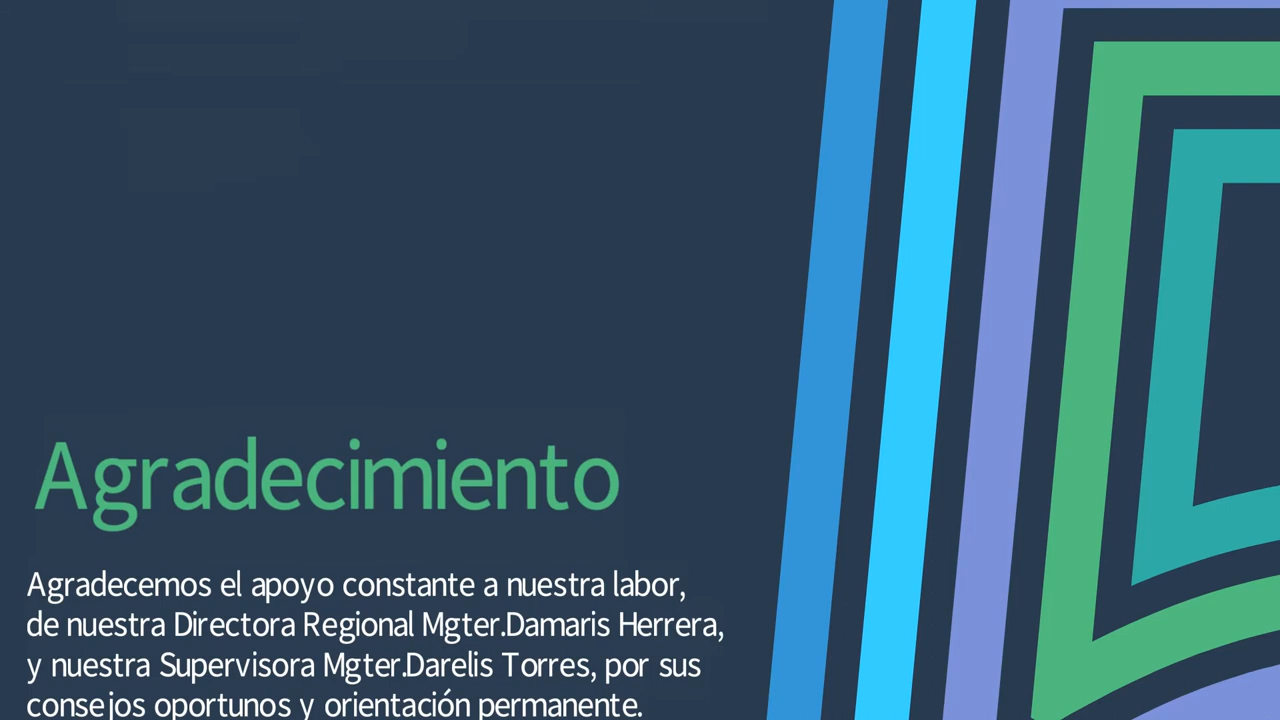 Agradecimiento
Agradecemos el apoyo constante a nuestra labor,
de nuestra Directora Regional Mgter.Damaris Herrera,
y nuestra Supervisora Mgter.Darelis Torres, por sus
consejos oportunos y orientación permanente.